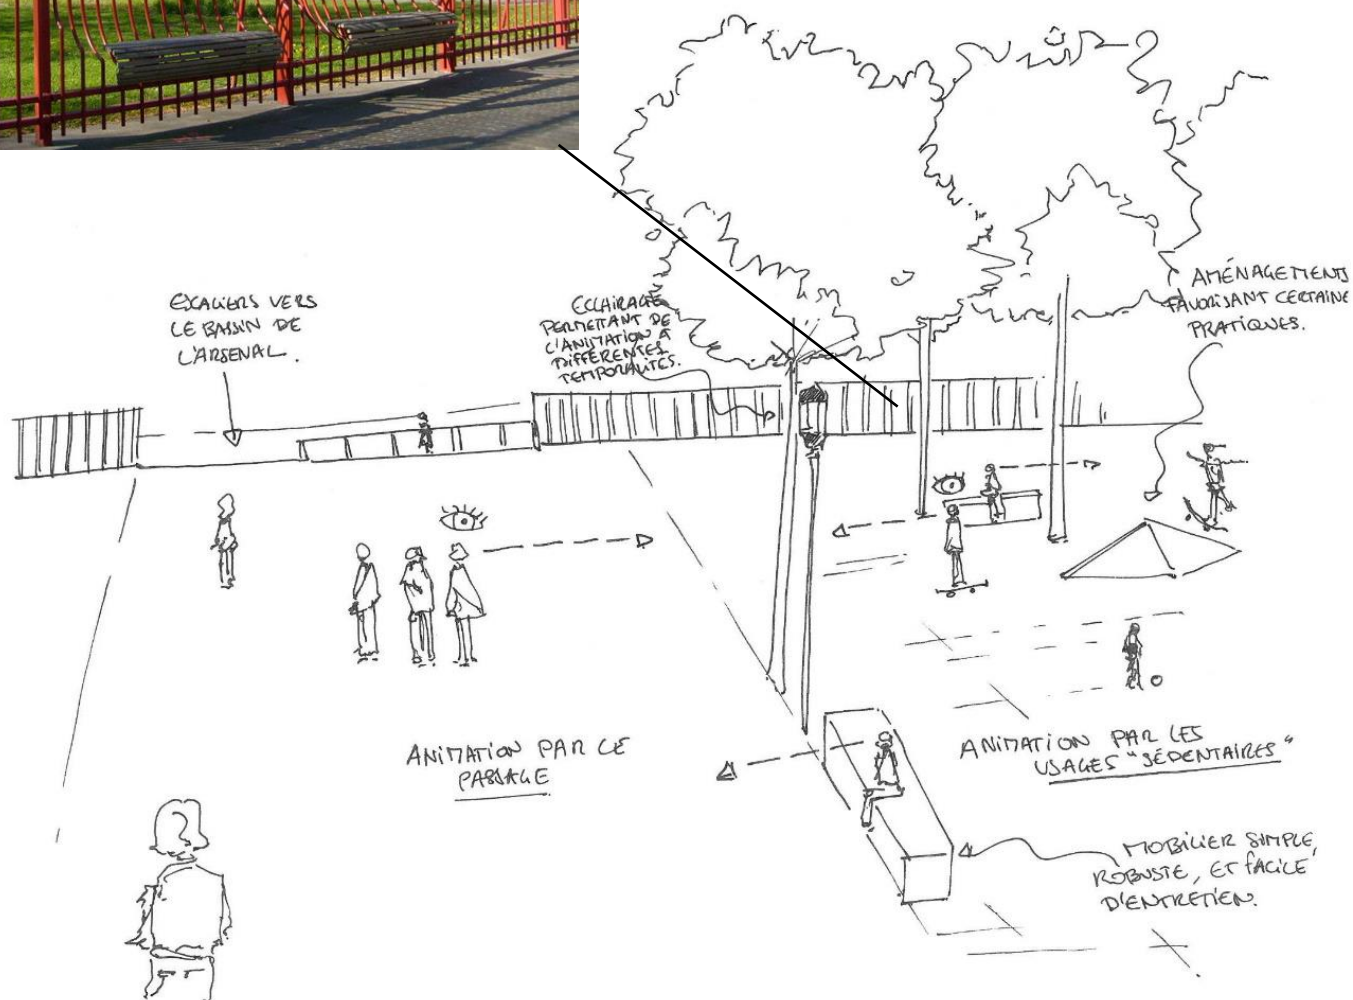 ESCALIERS VERS
LE BASSIN DE
L'ARSENAL.
ECLAIRAGE
PERMETTANT DE
L'ANIMATION À
DIFFÉRENTES
TEMPORALITÉS.
AMÉNAGEMENTS
FAVORISANT CERTAINE
PRATIQUES.
ANIMATION PAR LE
PASSAGE
ANIMATION PAR LES
USAGES "SÉDENTAIRES"
MOBILIER SIMPLE,
ROBUSTE, ET FACILE
D'ENTRETIEN.